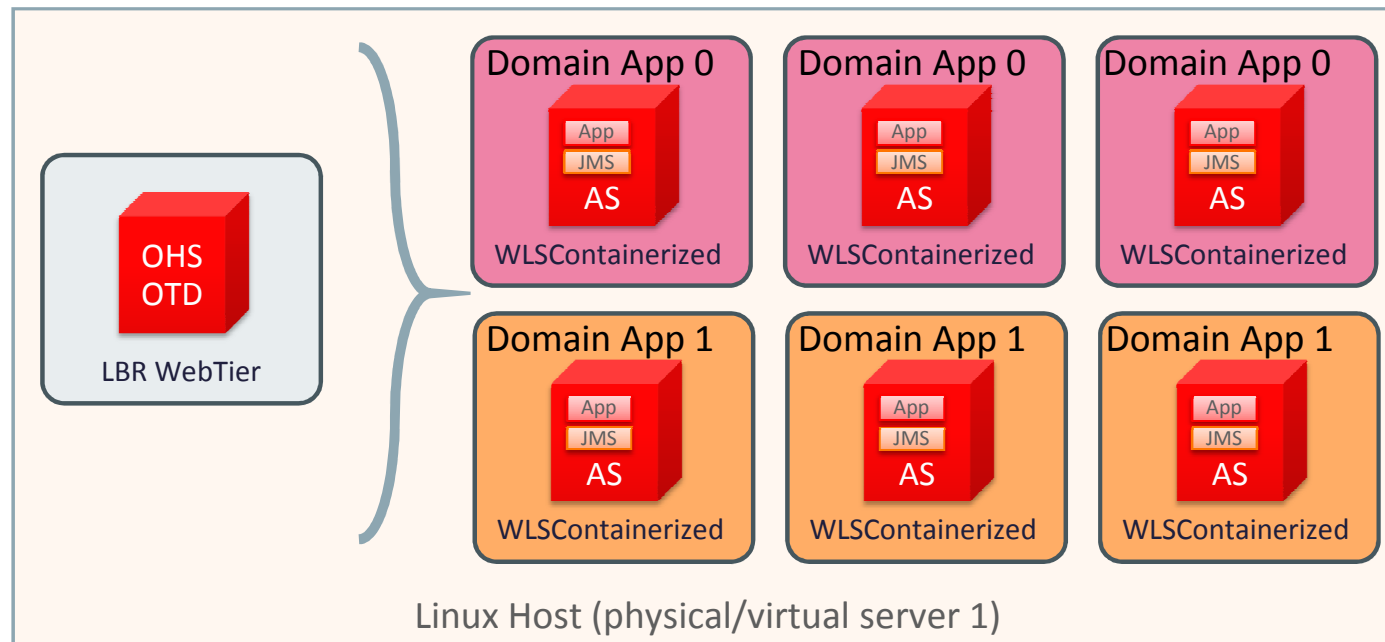 OHS
OTD
LBR WebTier
Domain App 0
App
JMS
AS
WLSContainerized
Domain App 0
App
JMS
AS
WLSContainerized
Domain App 0
App
JMS
AS
WLSContainerized
Domain App 1
App
JMS
AS
WLSContainerized
Domain App 1
App
JMS
AS
WLSContainerized
Domain App 1
App
JMS
AS
WLSContainerized
Linux Host (physical/virtual server 1)